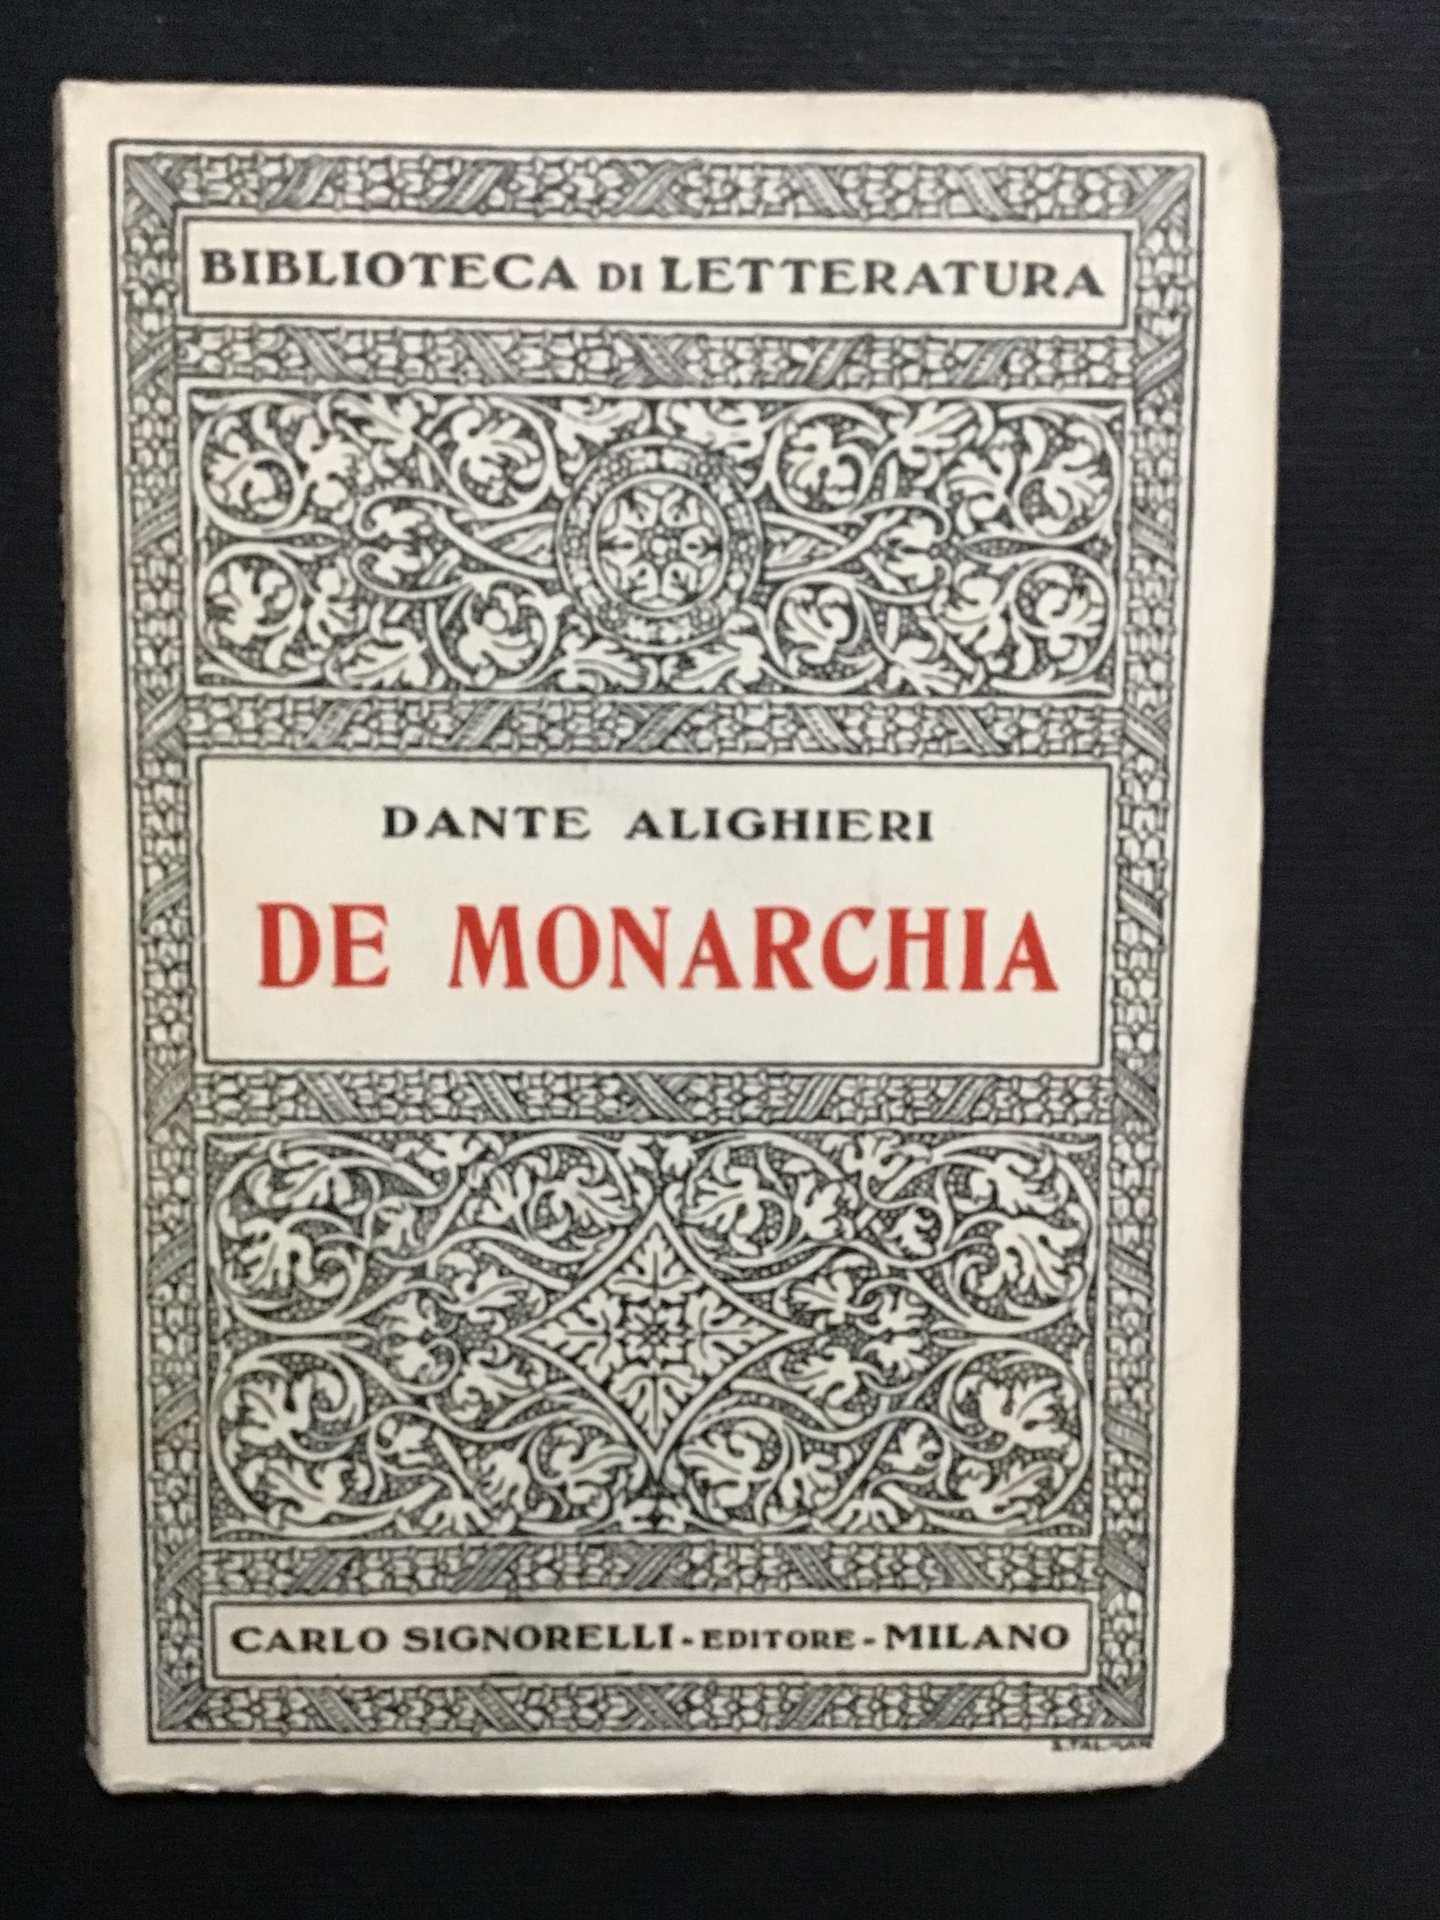 BIBLIOTECA DI LETTERATURA
DANTE ALIGHIERI
DE MONARCHIA
CARLO SIGNORELLI - EDITORE - MILANO